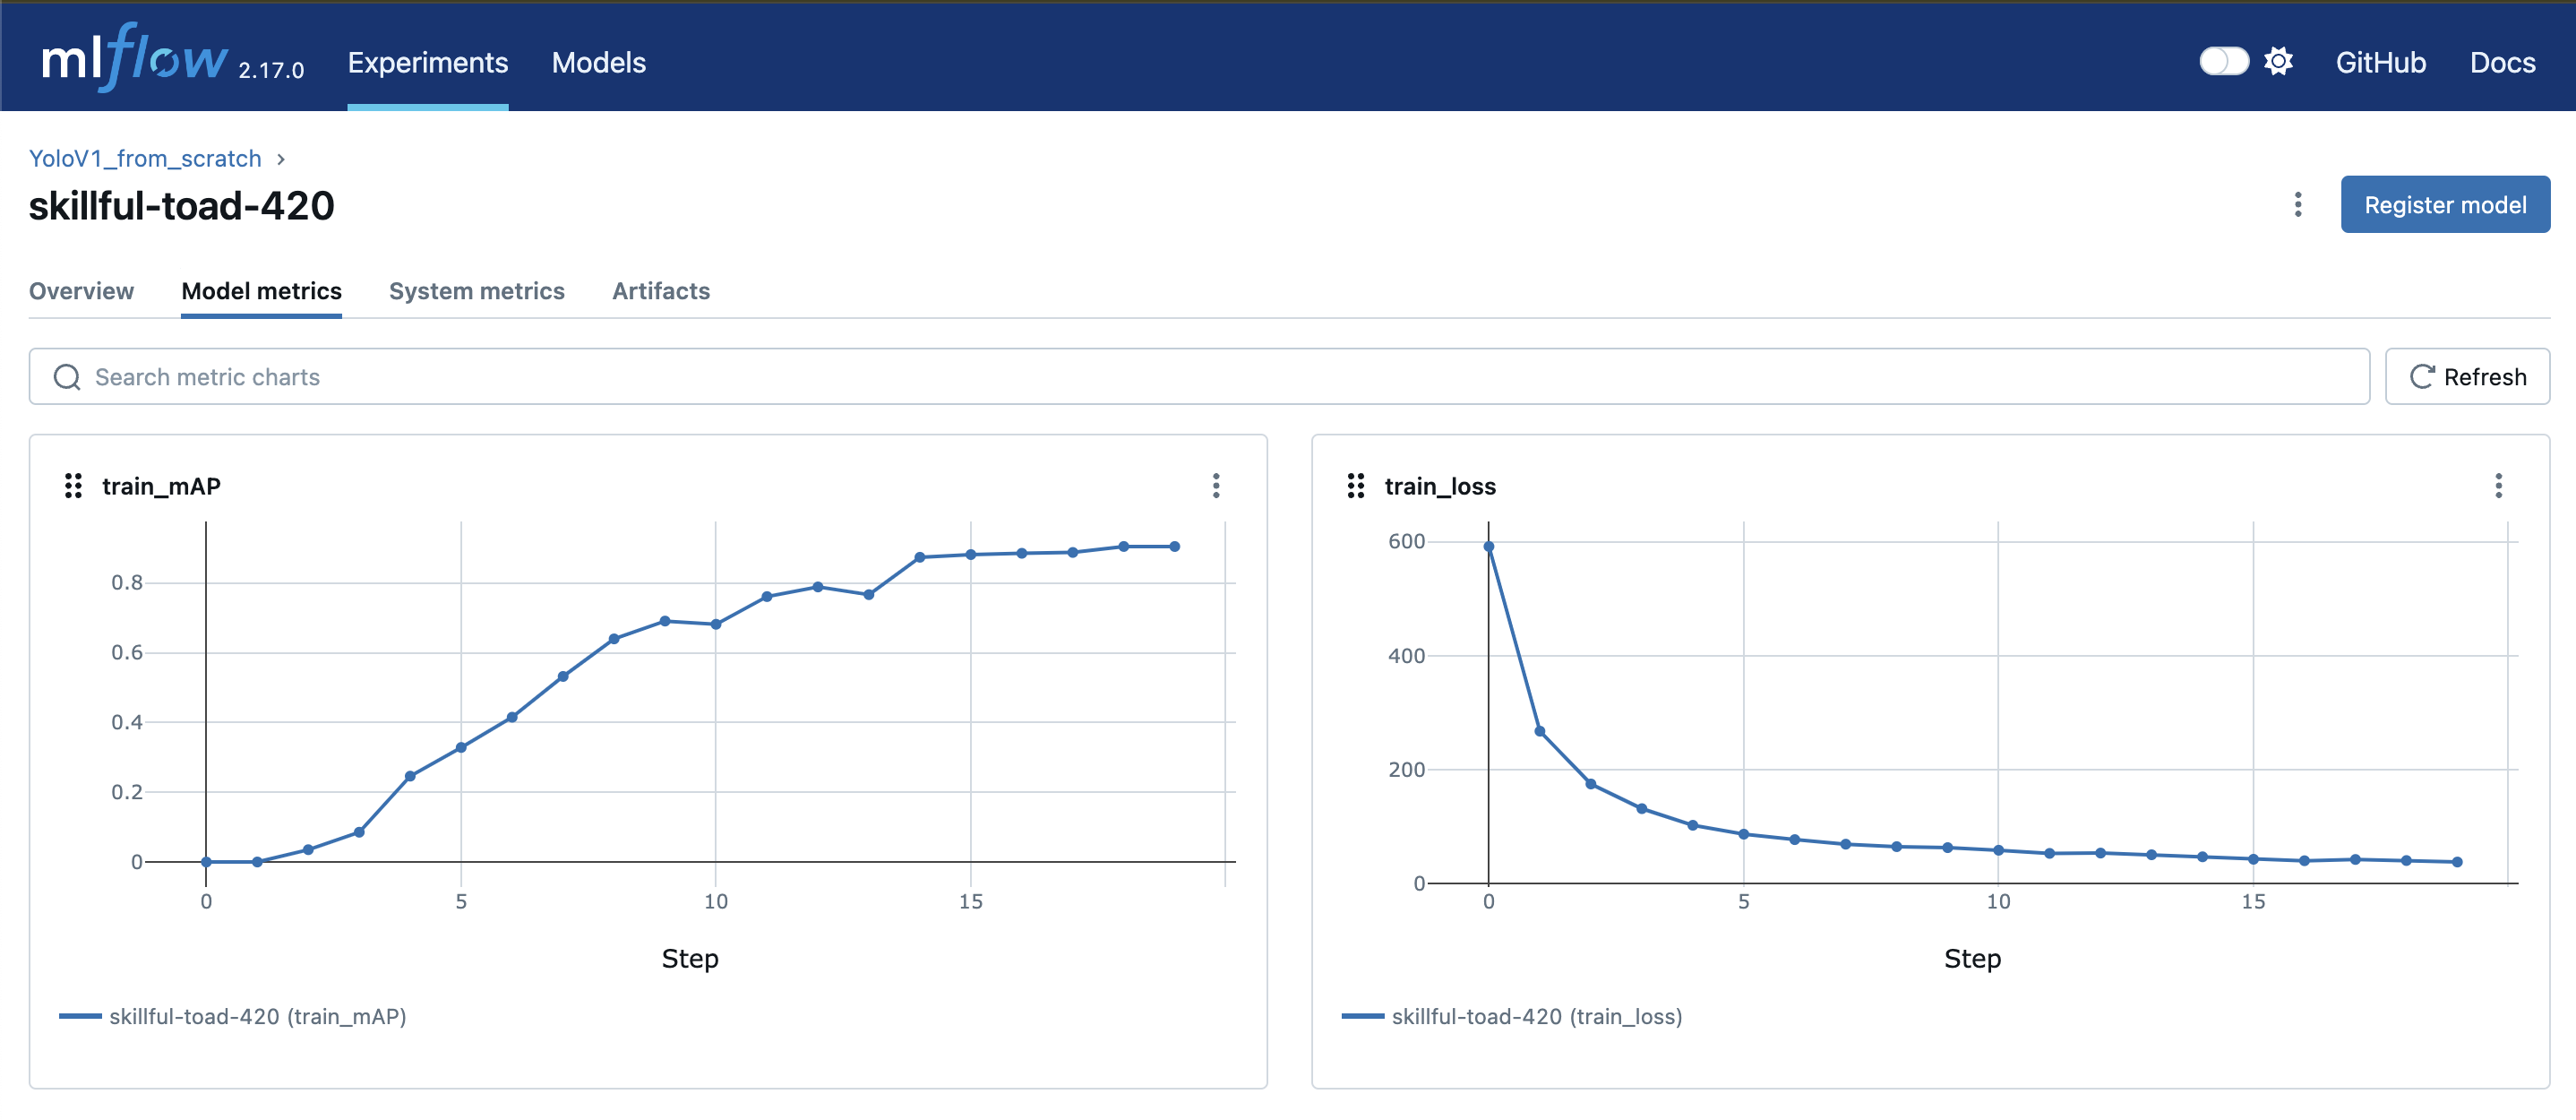 mlflow 2.17.0 Experiments Models GitHub Docs
YoloV1_from_scratch
skillful-toad-420
Register model
Overview Model metrics System metrics Artifacts
Search metric charts Refresh
train_mAP
0.8
0.6
0.4
0.2
0
0 5 10 15
Step
skillful-toad-420 (train_mAP)
train_loss
600
400
200
0
0 5 10 15
Step
skillful-toad-420 (train_loss)